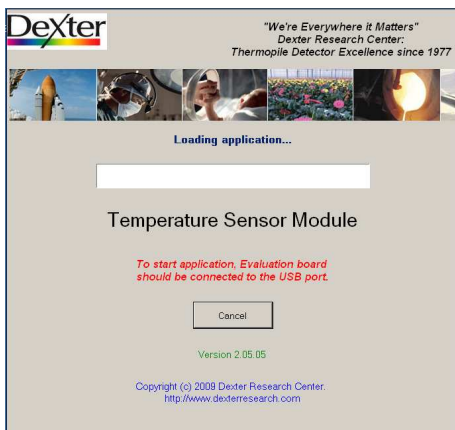 DeXter
"We're Everywhere it Matters"
Dexter Research Center:
Thermopile Detector Excellence since 1977
Loading application...
Temperature Sensor Module
To start application, Evaluation board
should be connected to the USB port.
Cancel
Version 2.05.05
Copyright (c) 2009 Dexter Research Center.
http://www.dexterresearch.com